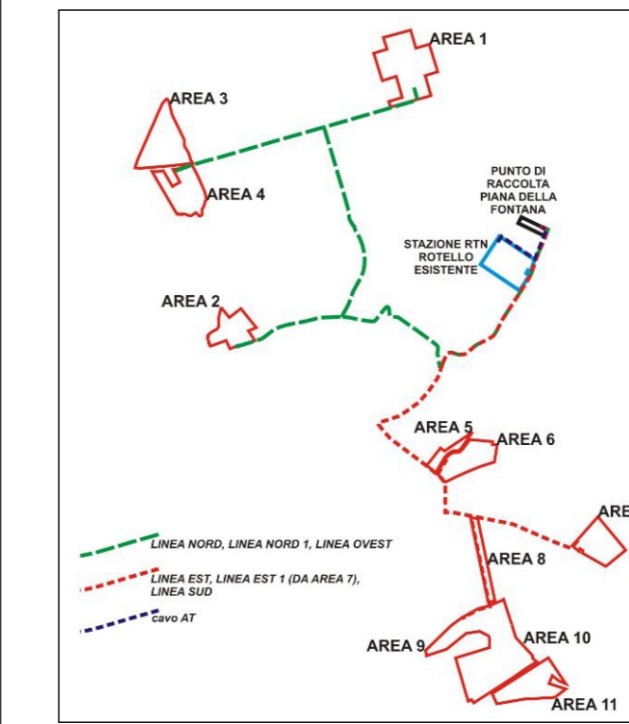 AREA 1
AREA 3
AREA 4
PUNTO DI
RACCOLTA
PIANA DELLA
FONTANA
STAZIONE RTN
ROTELLO
ESISTENTE
AREA 2
AREA 5
AREA 6
ARE
AREA 8
LINEA NORD, LINEA NORD 1, LINEA OVEST
LINEA EST, LINEA EST 1 (DA AREA 7),
LINEA SUD
cavo AT
AREA 9
AREA 10
AREA 11